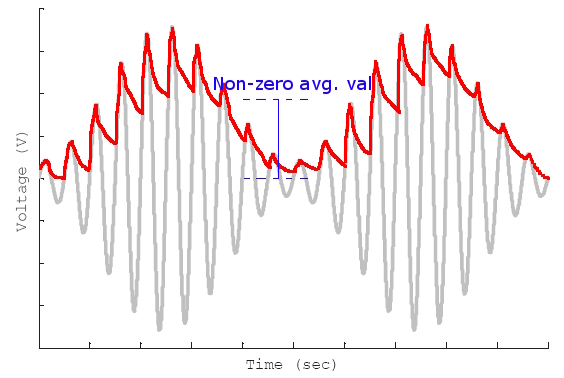 Non-zero avg. val
Voltage (V)
Time (sec)